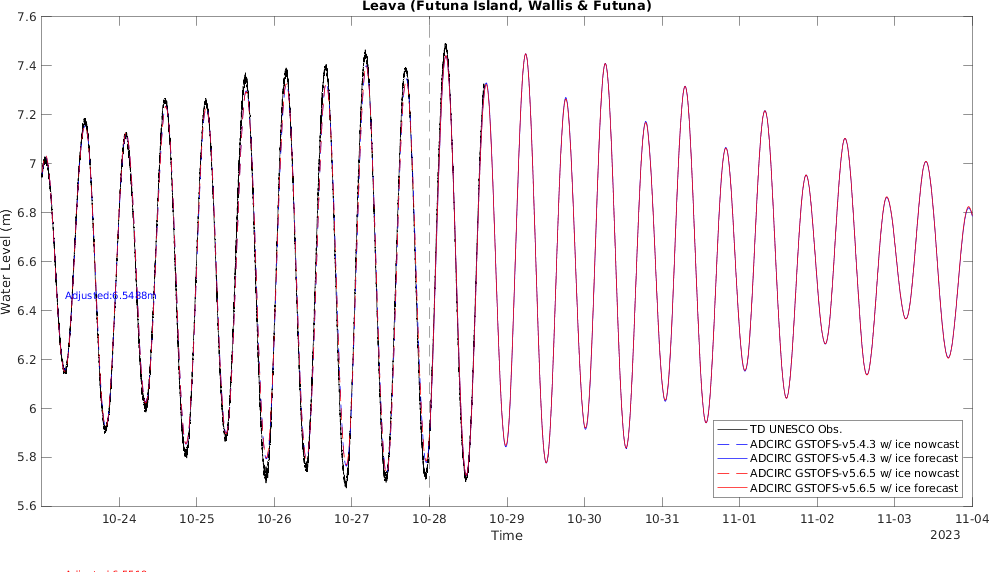 Leava (Futuna Island, Wallis & Futuna)
7.6
7.4
7.2
7
6.8
6.6
6.4
6.2
6
5.8
5.6
Water Level (m)
Adjusted:6.5488m
TD UNESCO Obs.
ADCIRC GSTOFS-v5.4.3 w/ ice nowcast
ADCIRC GSTOFS-v5.4.3 w/ ice forecast
ADCIRC GSTOFS-v5.6.5 w/ ice nowcast
ADCIRC GSTOFS-v5.6.5 w/ ice forecast
10-24 10-25 10-26 10-27 10-28 10-29 10-30 10-31 11-01 11-02 11-03 11-04
Time
2023